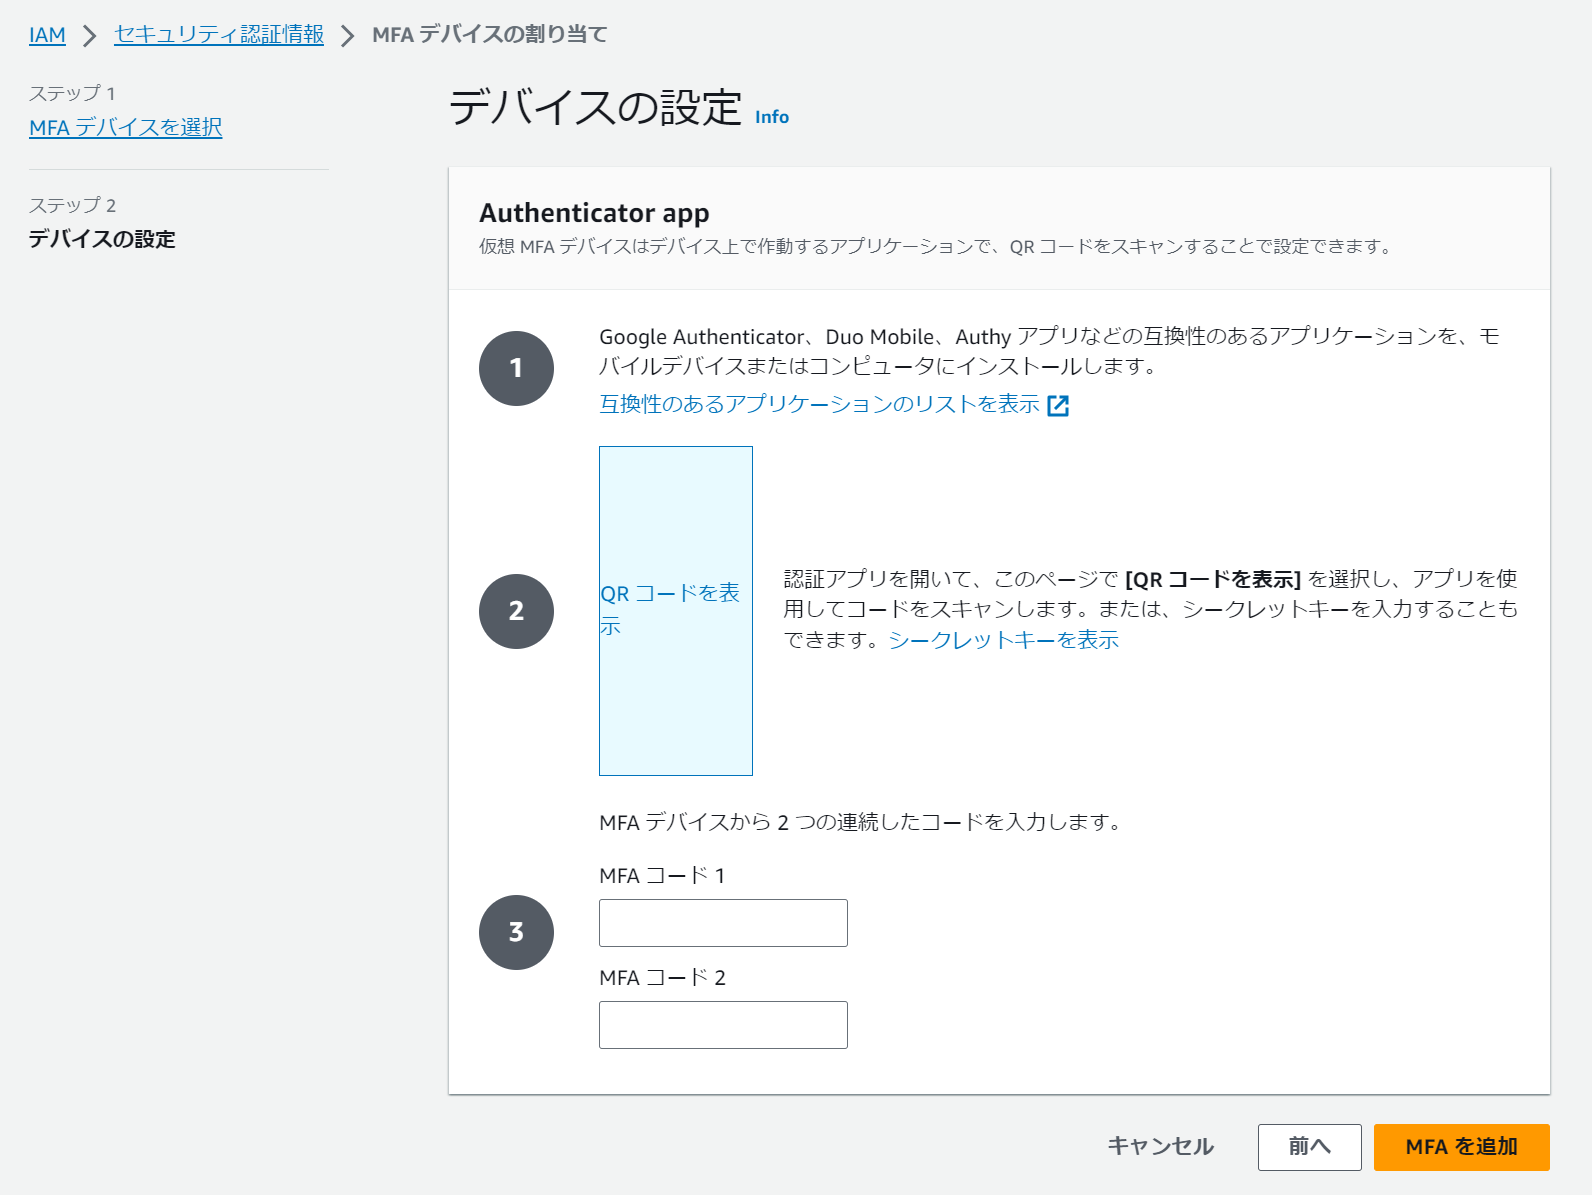 IAM > セキュリティ認証情報 > MFA デバイスの割り当て
ステップ 1
MFA デバイスを選択
ステップ 2
デバイスの設定
デバイスの設定 Info
Authenticator app
仮想 MFA デバイスはデバイス上で作動するアプリケーションで、QR コードをスキャンすることで設定できます。
1
Google Authenticator、Duo Mobile、Authy アプリなどの互換性のあるアプリケーションを、モ
バイルデバイスまたはコンピュータにインストールします。
互換性のあるアプリケーションのリストを表示
2
QR コードを表
示
認証アプリを開いて、このページで [QR コードを表示] を選択し、アプリを使
用してコードをスキャンします。または、シークレットキーを入力することも
できます。シークレットキーを表示
3
MFA デバイスから 2 つの連続したコードを入力します。
MFA コード 1
MFA コード 2
キャンセル 前へ MFA を追加